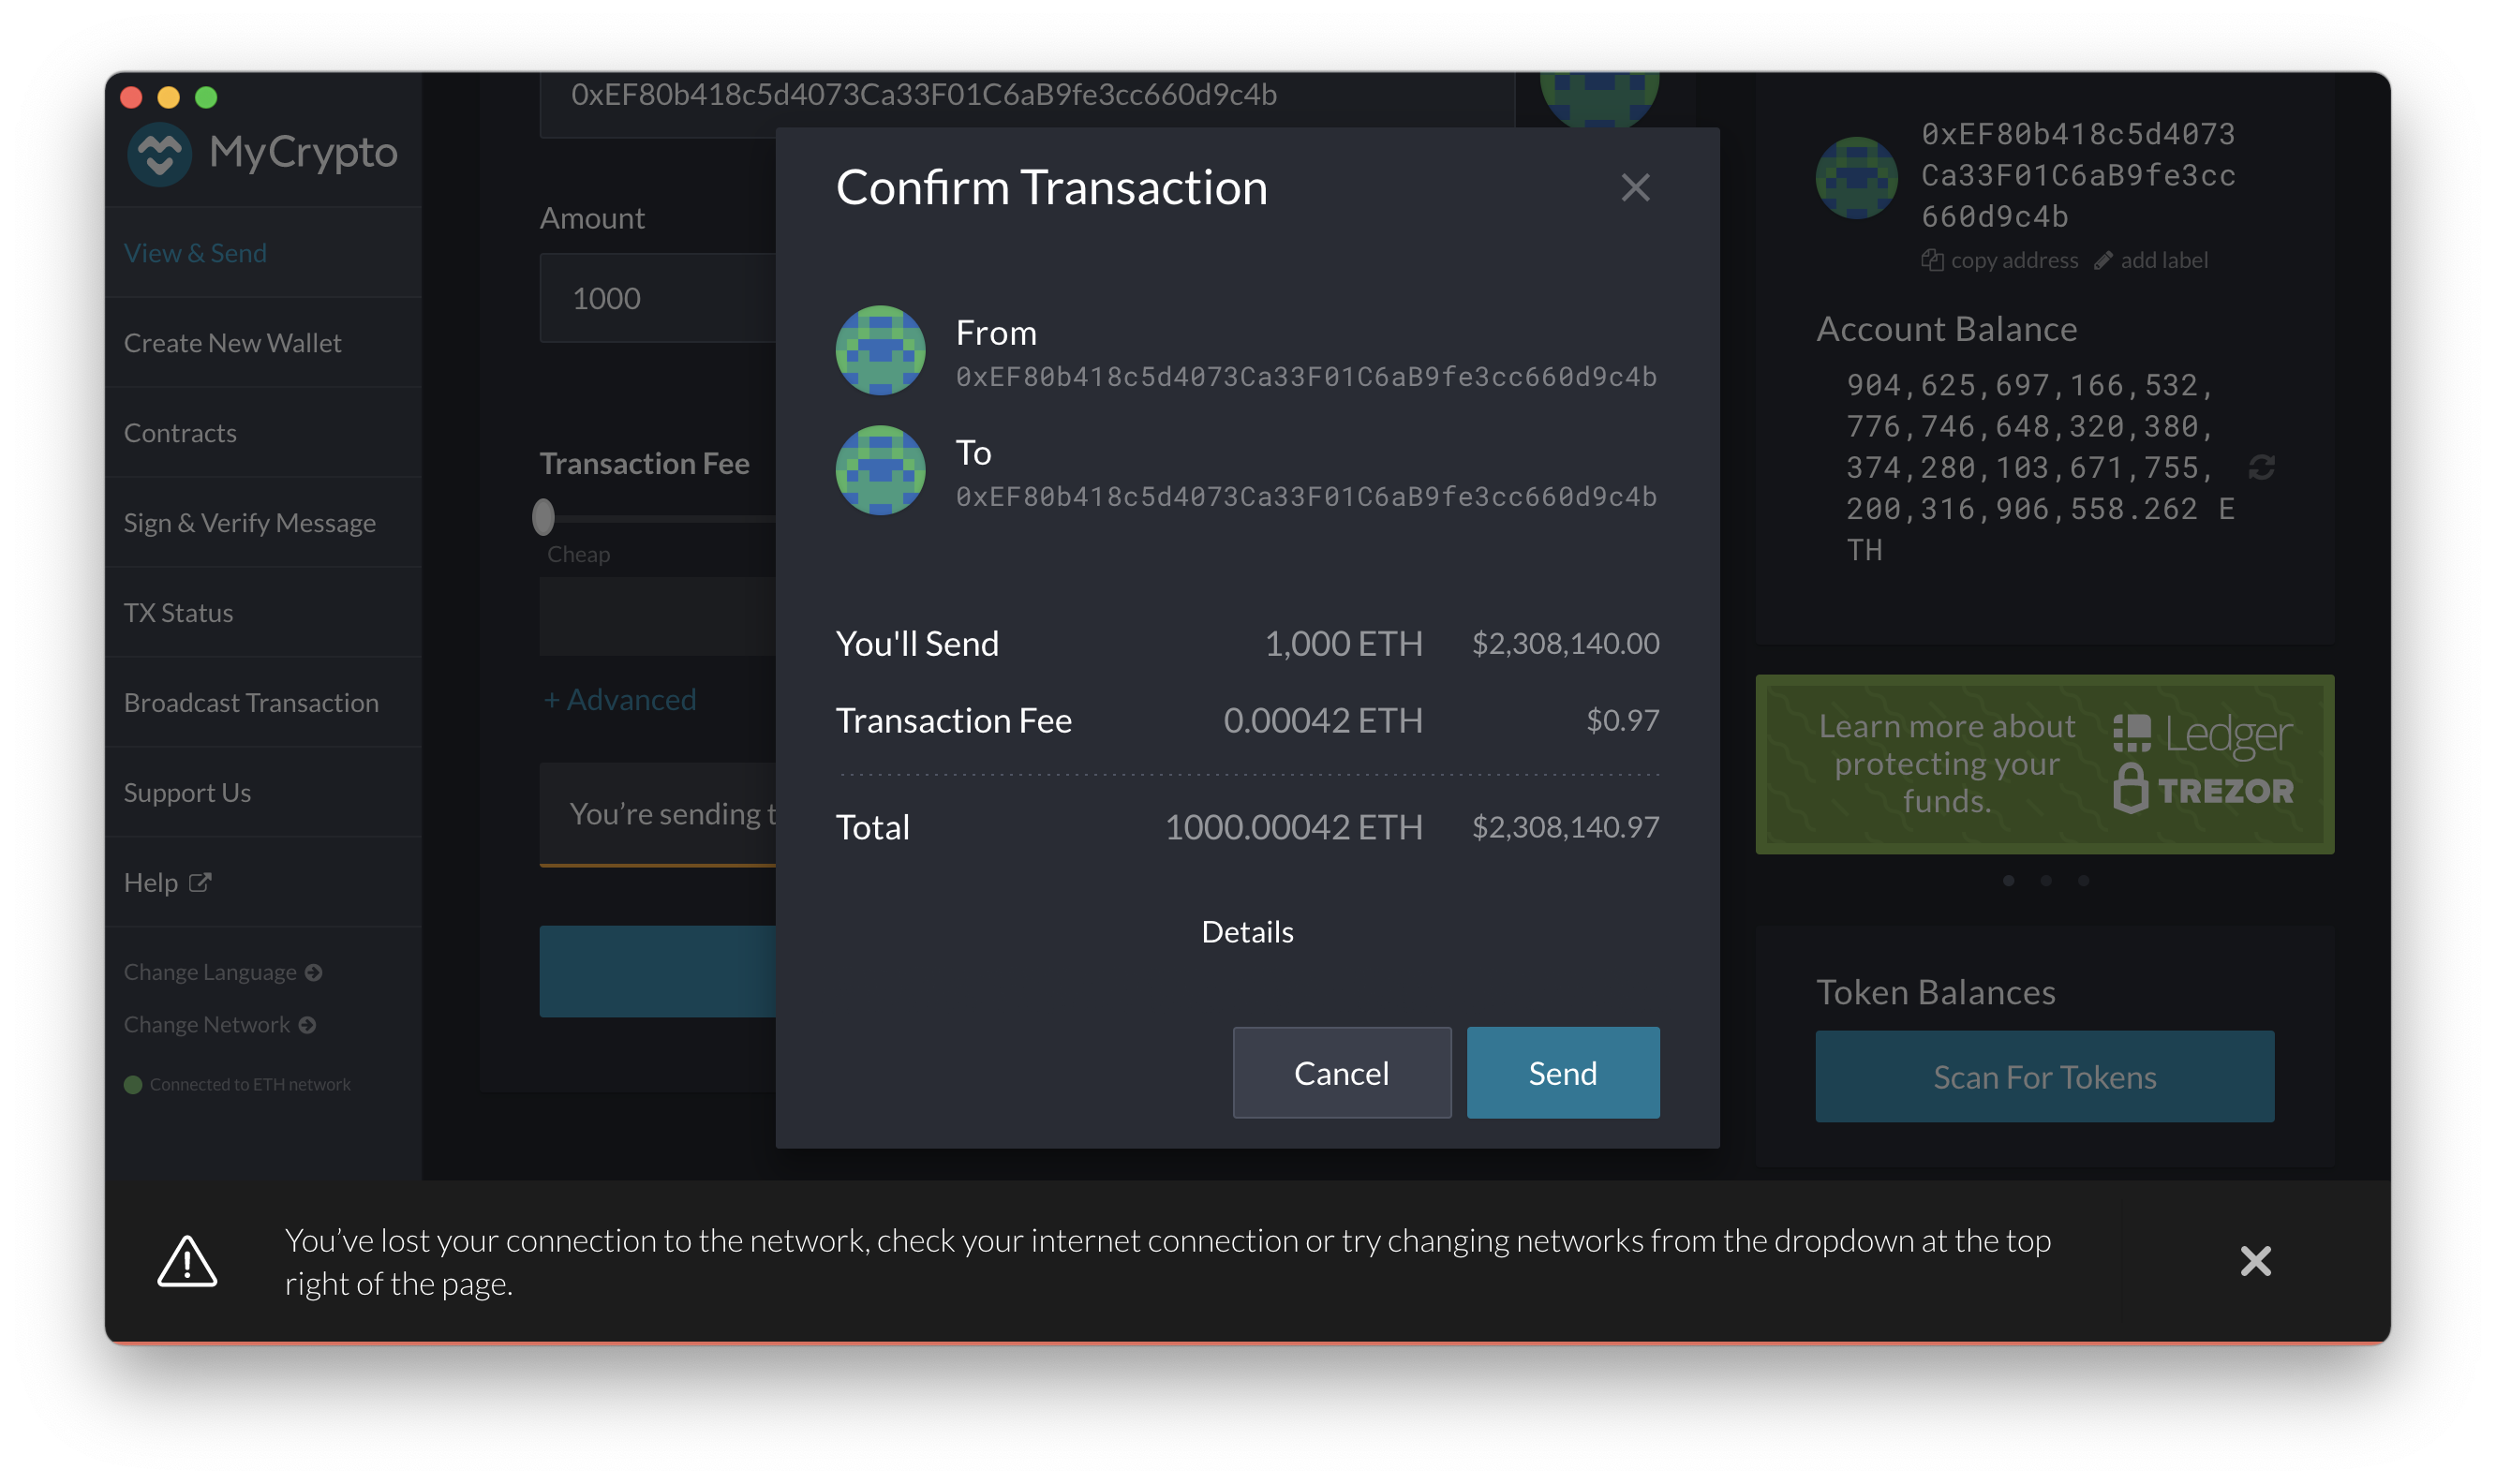 MyCrypto
View & Send
Create New Wallet
Contracts
Sign & Verify Message
TX Status
Broadcast Transaction
Support Us
Help
Change Language
Change Network
Connected to ETH network
0xEF80b418c5d4073Ca33F01C6aB9fe3cc660d9c4b
Amount
1000
Transaction Fee
Cheap
+ Advanced
You’re sending t
Confirm Transaction
From
0xEF80b418c5d4073Ca33F01C6aB9fe3cc660d9c4b
To
0xEF80b418c5d4073Ca33F01C6aB9fe3cc660d9c4b
You'll Send 1,000 ETH $2,308,140.00
Transaction Fee 0.00042 ETH $0.97
Total 1000.00042 ETH $2,308,140.97
Details
Cancel Send
0xEF80b418c5d4073
Ca33F01C6aB9fe3cc
660d9c4b
copy address add label
Account Balance
904,625,697,166,532,
776,746,648,320,380,
374,280,103,671,755,
200,316,906,558.262 E
TH
Learn more about
protecting your
funds.
Ledger
TREZOR
Token Balances
Scan For Tokens
You’ve lost your connection to the network, check your internet connection or try changing networks from the dropdown at the top
right of the page.